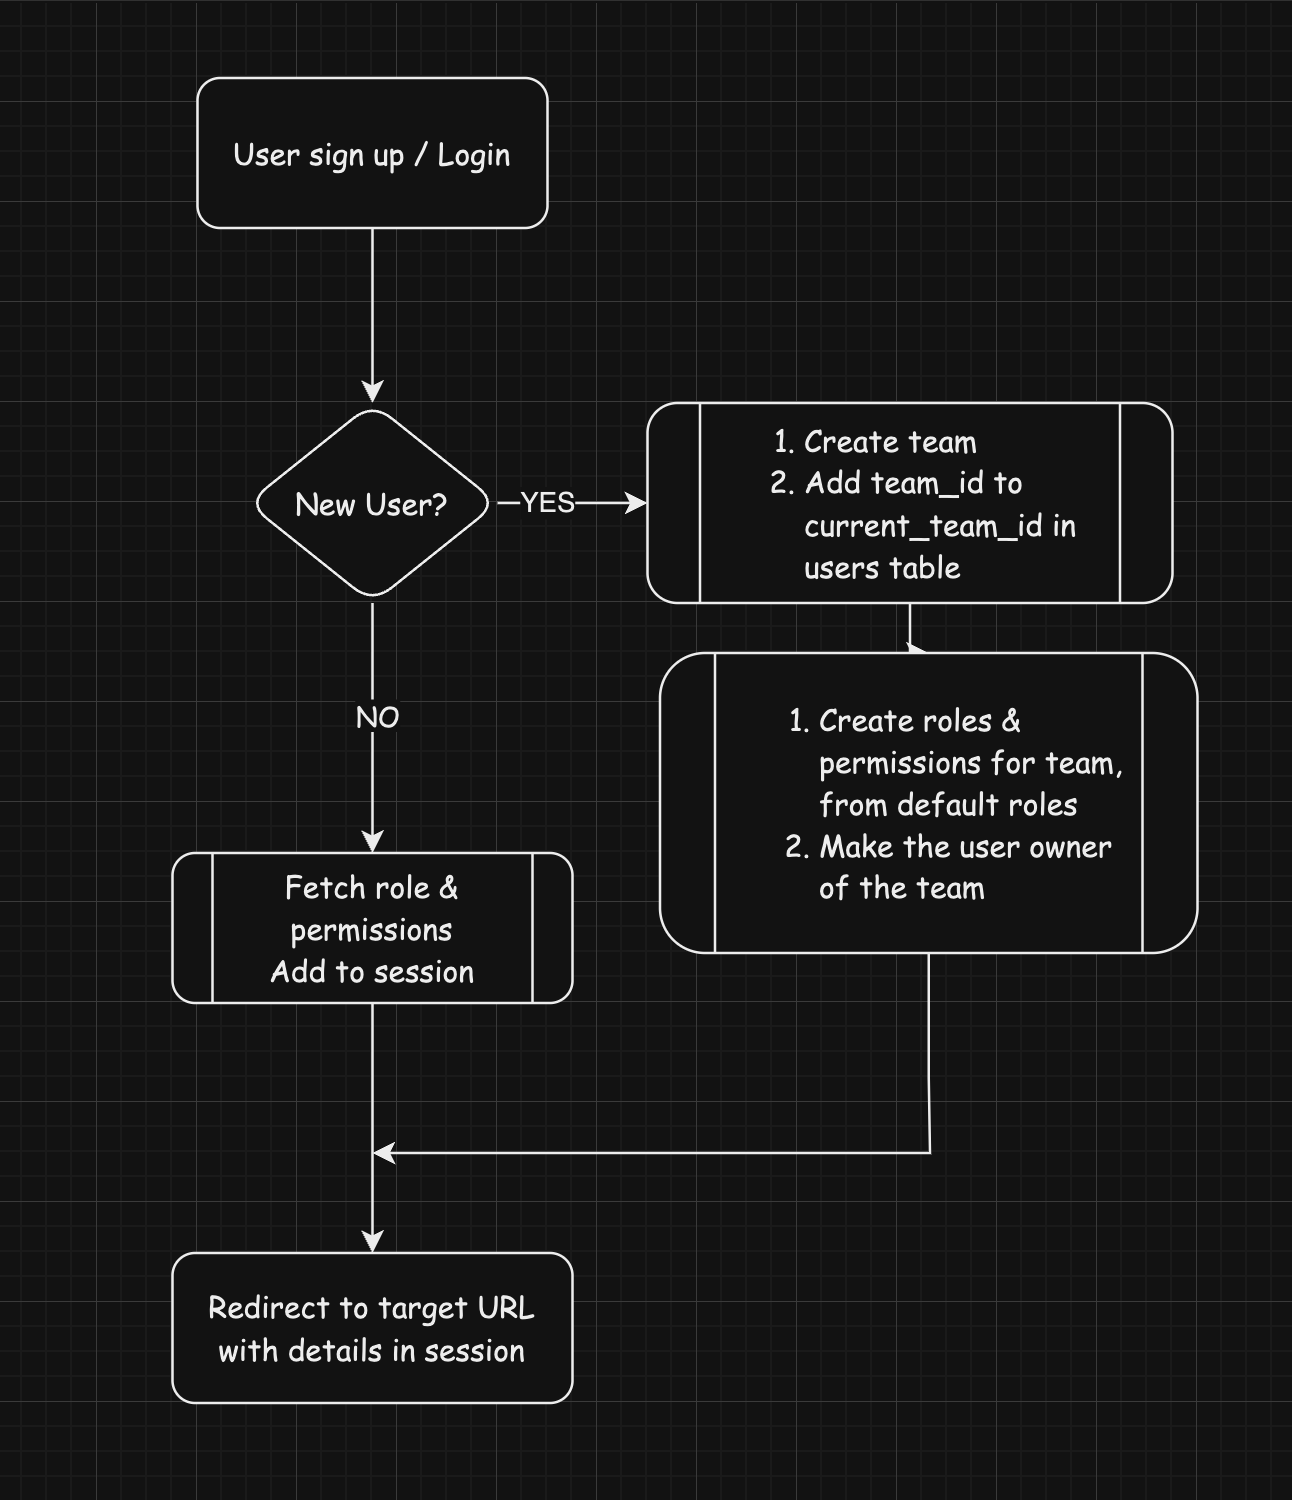 User sign up / Login
New User?
YES
1. Create team
2. Add team_id to
current_team_id in
users table
NO
1. Create roles &
permissions for team,
from default roles
2. Make the user owner
of the team
Fetch role &
permissions
Add to session
Redirect to target URL
with details in session